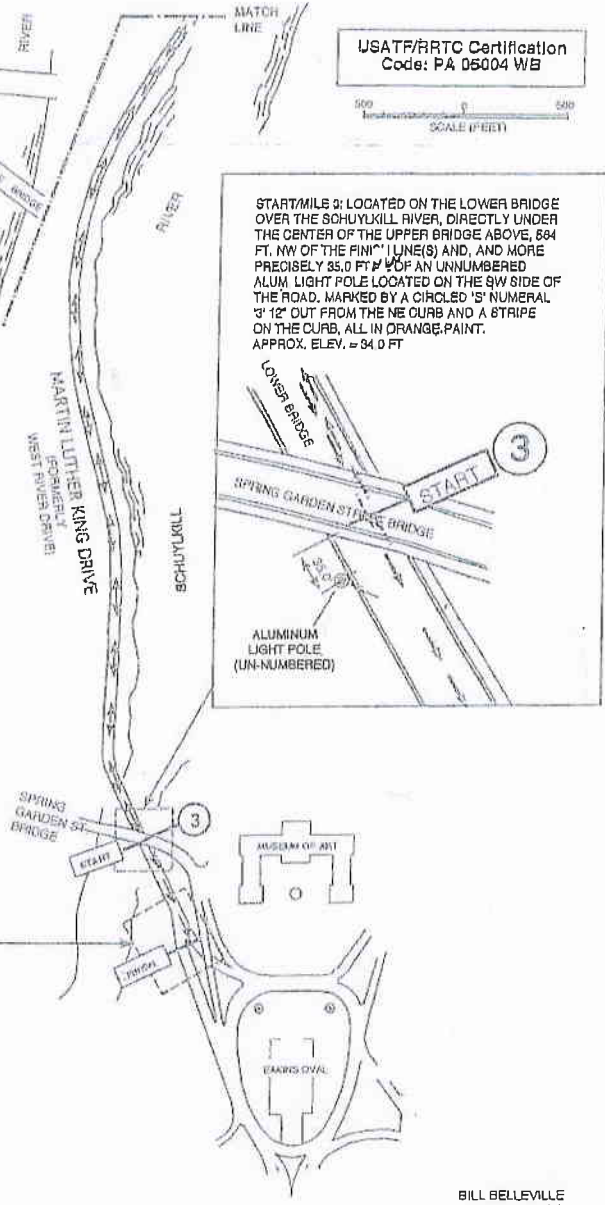 RIVER
MATCH
LINE
USATF/RRTC Certification
Code: PA 05004 WB
500 0 500
SCALE (FEET)
BRIDGE
RIVER
START/MILE 3: LOCATED ON THE LOWER BRIDGE
OVER THE SCHUYLKILL RIVER, DIRECTLY UNDER
THE CENTER OF THE UPPER BRIDGE ABOVE, 564
FT. NW OF THE LINE(S) AND, AND MORE
PRECISELY 35.0 FT OF AN UNNUMBERED
ALUM. LIGHT POLE LOCATED ON THE SW SIDE OF
THE ROAD. MARKED BY A CIRCLED 'S' NUMERAL
'3' 12" OUT FROM THE NE CURB AND A STRIPE
ON THE CURB, ALL IN ORANGE PAINT.
APPROX. ELEV. = 34.0 FT
LOWER BRIDGE
3
START
SPRING GARDEN STREET BRIDGE
35.0
ALUMINUM
LIGHT POLE
(UN-NUMBERED)
MARTIN LUTHER KING DRIVE
(FORMERLY
WEST RIVER DRIVE)
SCHUYLKILL
SPRING
GARDEN ST.
BRIDGE
3
START
MUSEUM OF ART
FINISH
EAKINS OVAL
BILL BELLEVILLE